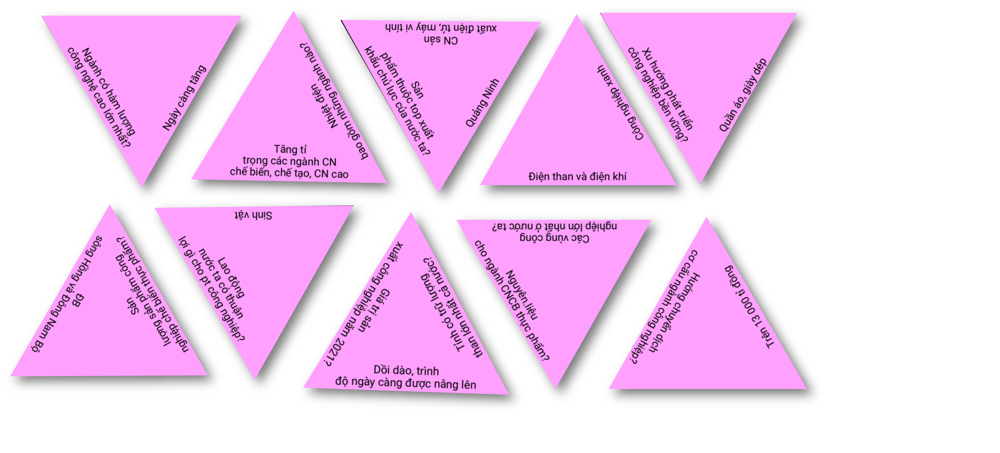 Ngành có hàm lượng
công nghệ cao lớn nhất?
Ngày càng tăng
Nhiệt điện
bao gồm những ngành nào?
Tăng tỉ
trọng các ngành CN
chế biến, chế tạo, CN cao
CN sản
xuất điện tử, máy vi tính
Sản
phẩm thuộc top xuất
khẩu chủ lực của nước ta?
Quảng Ninh
Công nghiệp xanh
Điện than và điện khí
Xu hướng phát triển
công nghiệp bền vững?
Quần áo, giày dép
ĐB
sông Hồng và Đông Nam Bộ
Sản
lượng sản phẩm công
nghiệp chế biến thực phẩm?
Sinh vật
Lao động
nước ta có thuận
lợi gì cho pt công nghiệp?
Giá trị sản
xuất công nghiệp năm 2021?
Tỉnh có trữ lượng
than lớn nhất cả nước?
Dồi dào, trình
độ ngày càng được nâng lên
Các vùng công
nghiệp lớn nhất ở nước ta?
Nguyên liệu
cho ngành CNCB thực phẩm?
Hướng chuyển dịch
cơ cấu ngành công nghiệp?
Trên 13 000 tỉ đồng